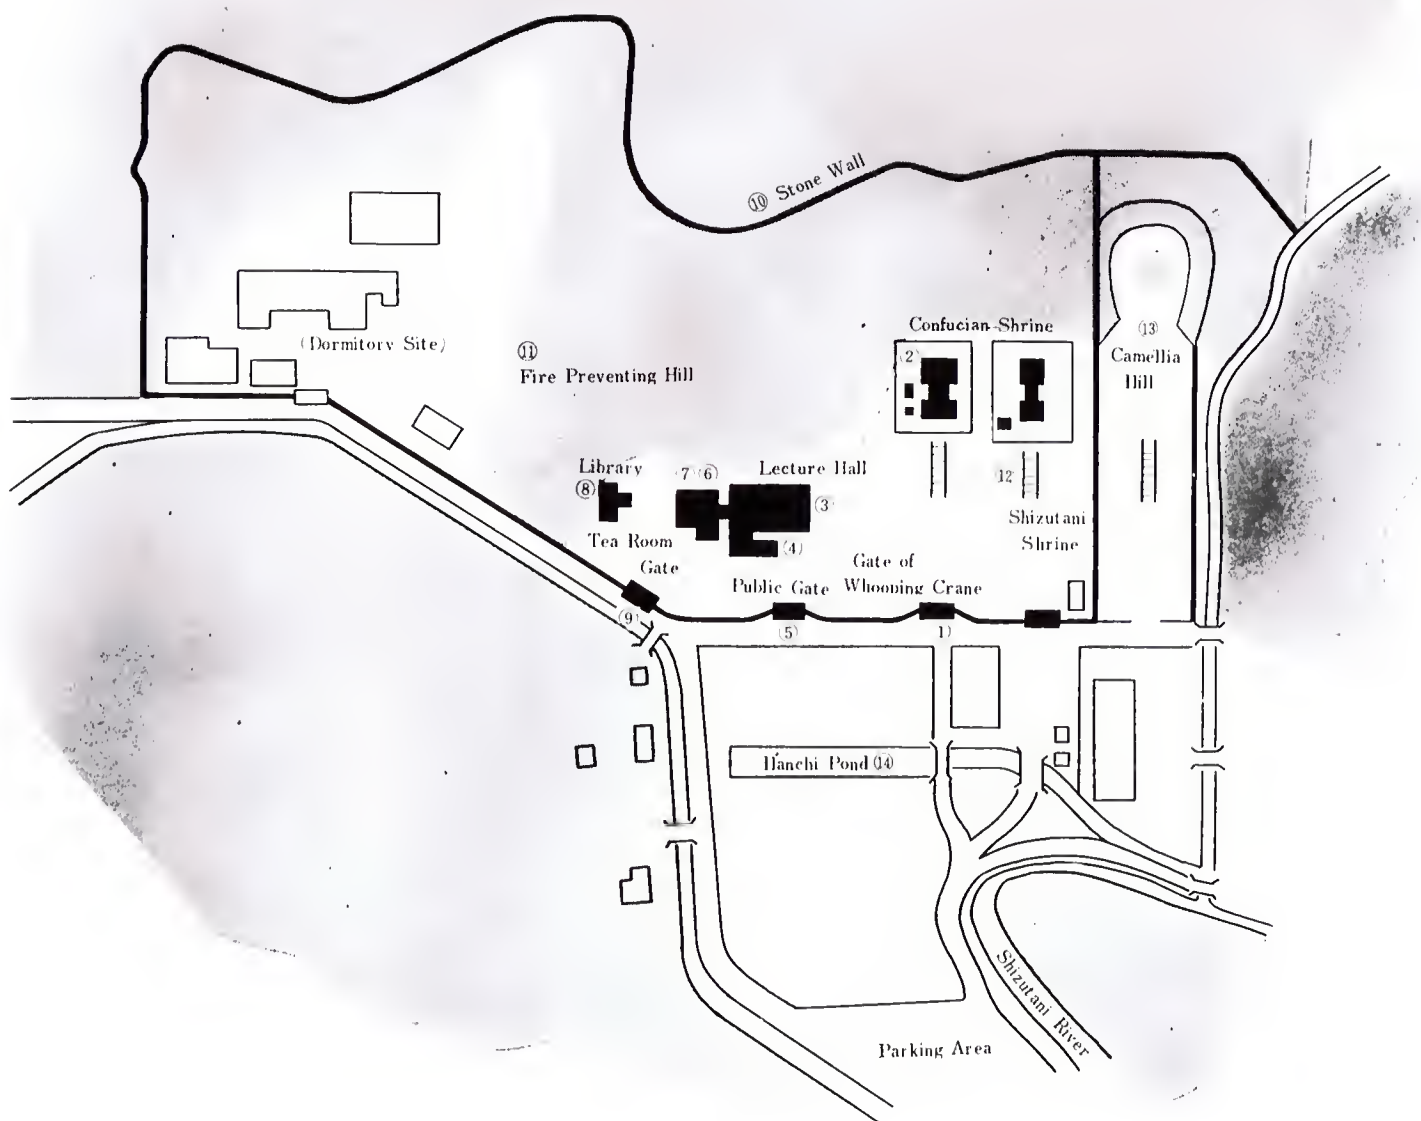 ⑩ Stone Wall
Confucian Shrine
②
⑬
Camellia
Hill
(Dormitory Site)
⑪
Fire Preventing Hill
Library
⑧
⑦ ⑥
Lecture Hall
③
④
⑫
Shizutani
Shrine
Tea Room
Gate
⑨
Public Gate
⑤
Gate of
Whooping Crane
①
Hanchi Pond ⑭
Shizutani River
Parking Area